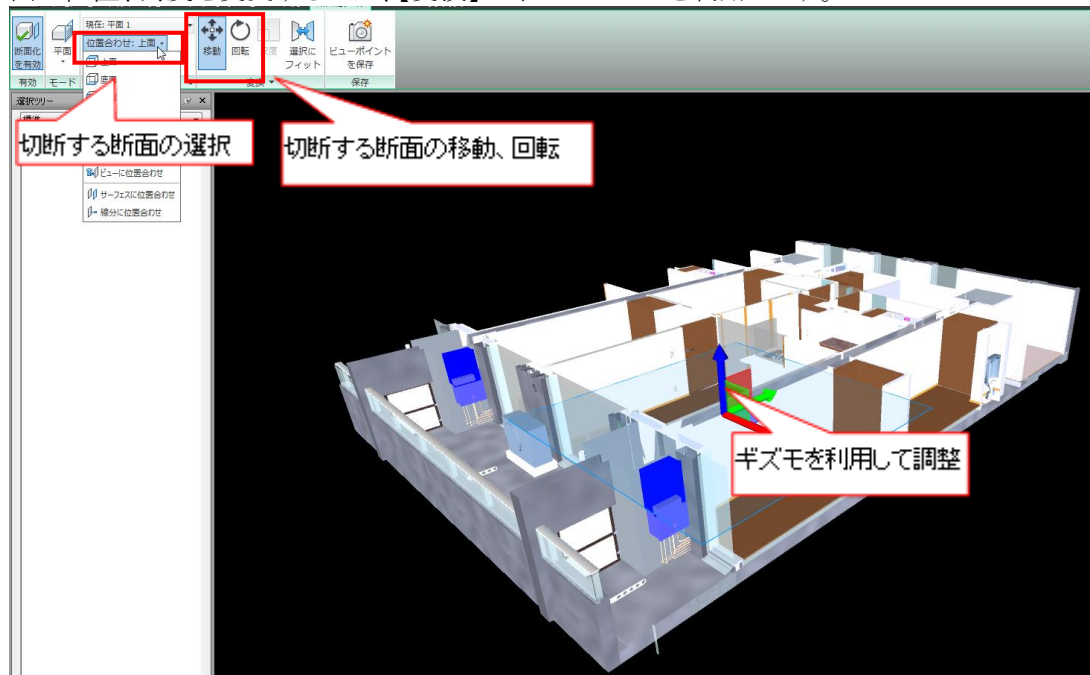 現在: 平面 1
位置合わせ: 上面
断面化
を有効
平面
移動
回転
選択に
フィット
ビューポイント
を保存
有効
モード
変換
保存
選択ツリー
上面
底面
切断する断面の選択
切断する断面の移動、回転
ビューに位置合わせ
サーフェスに位置合わせ
線分に位置合わせ
ギズモを利用して調整